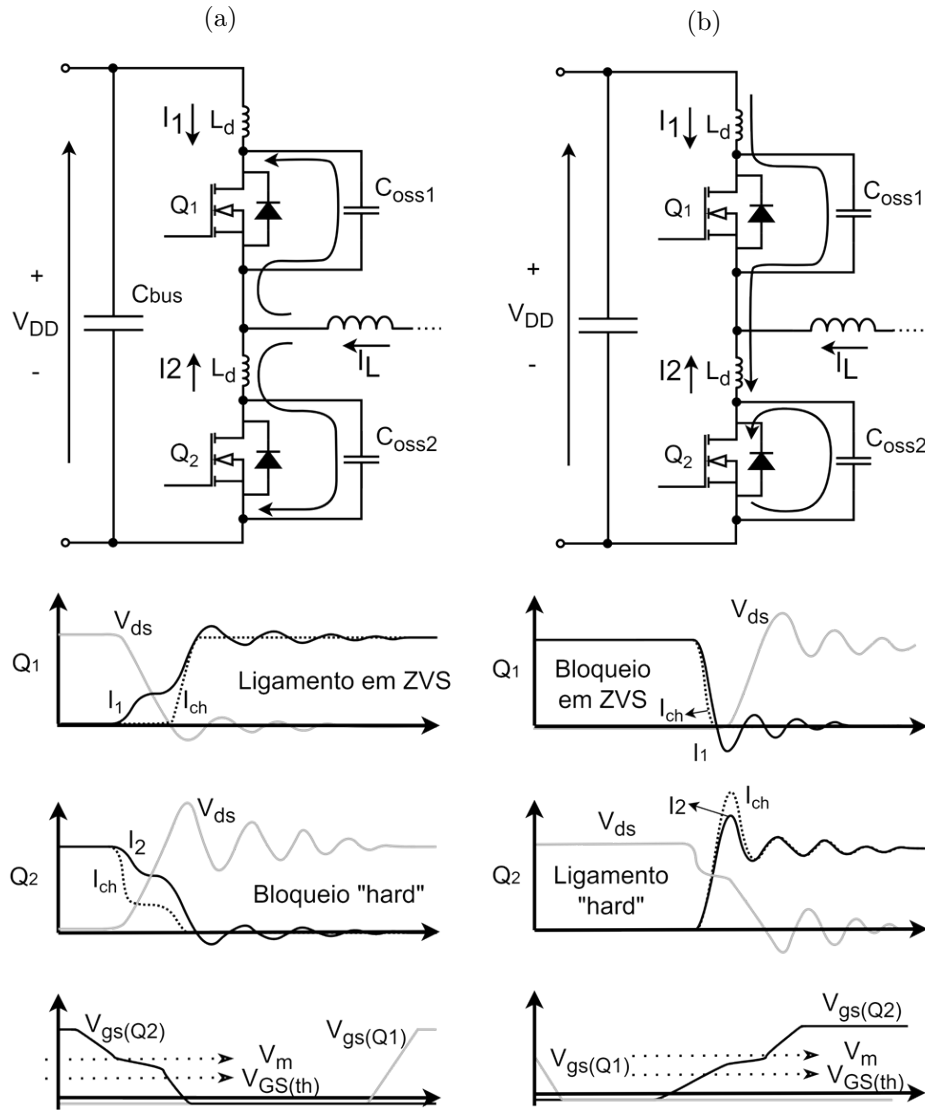 (a)
I1
Ld
Q1
Coss1
+
VDD
-
Cbus
I2
Ld
IL
Q2
Coss2
Q1
Vds
I1
Ich
Ligamento em ZVS
Q2
Vds
I2
Ich
Bloqueio "hard"
Vgs(Q2)
Vgs(Q1)
Vm
VGS(th)
(b)
I1
Ld
Q1
Coss1
+
VDD
-
I2
Ld
IL
Q2
Coss2
Q1
Vds
Bloqueio
em ZVS
Ich
I1
Q2
Vds
I2
Ich
Ligamento
"hard"
Vgs(Q2)
Vgs(Q1)
Vm
VGS(th)